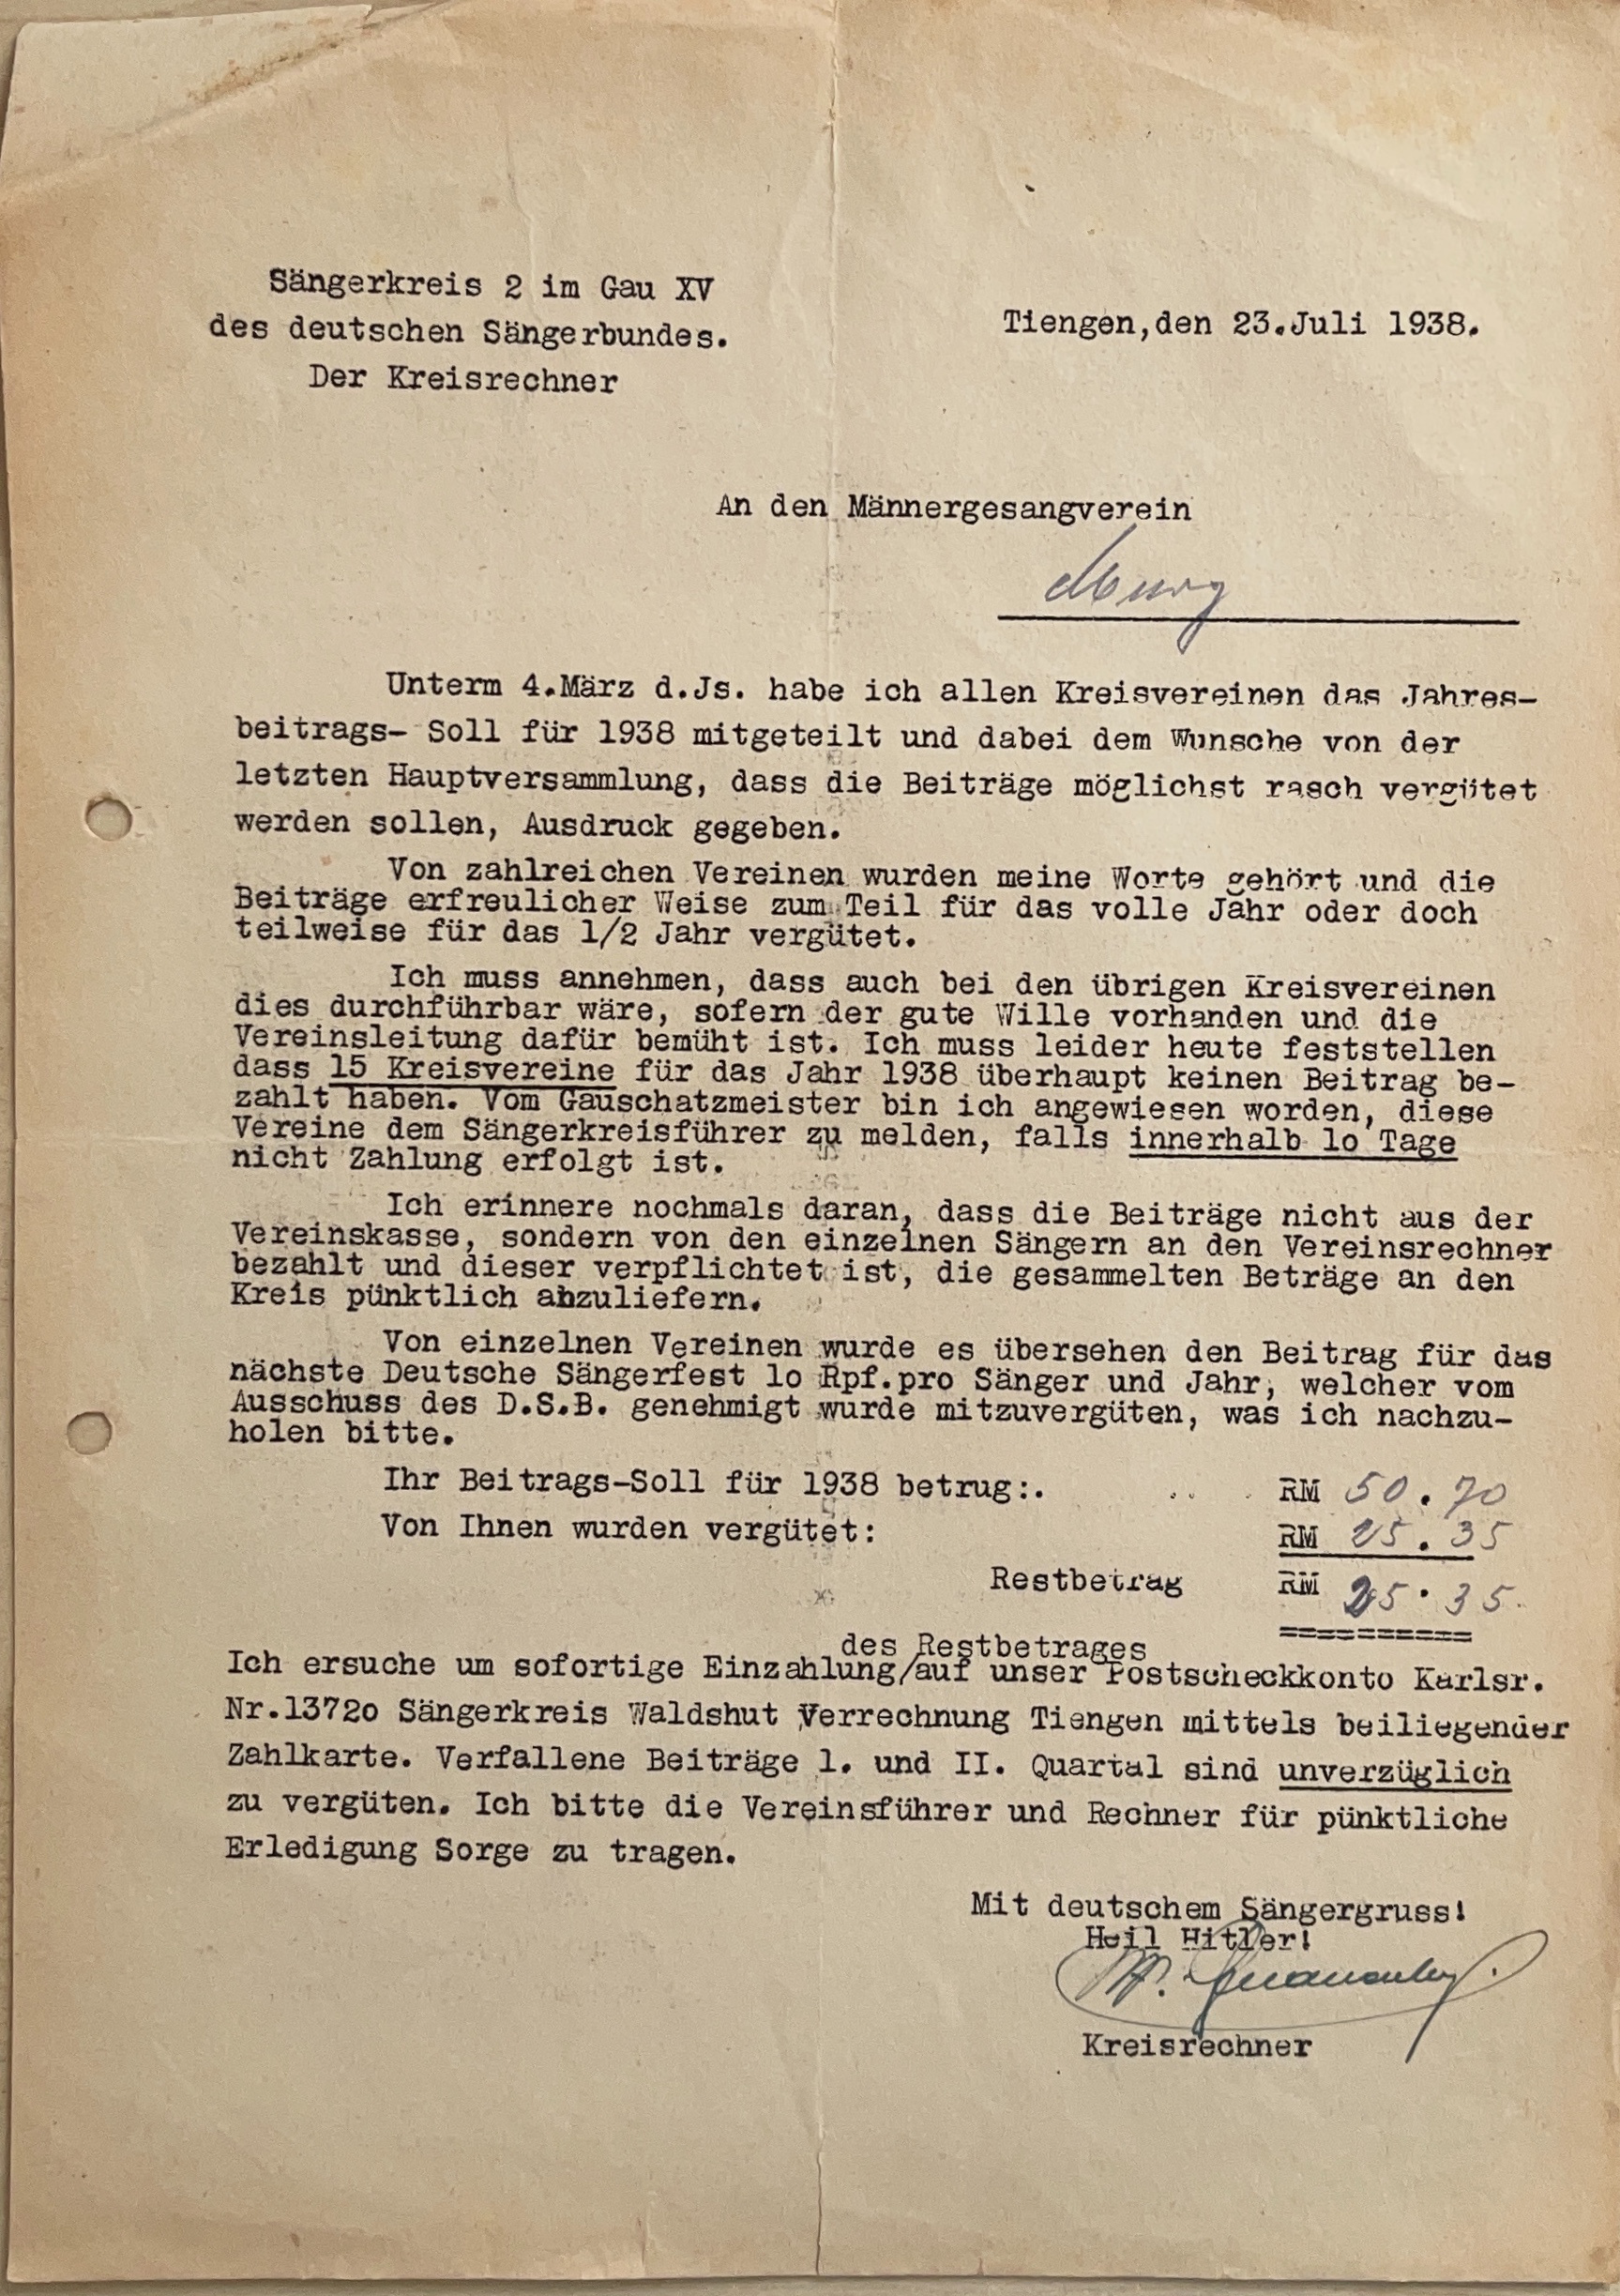 Sängerkreis 2 im Gau XV
des deutschen Sängerbundes.
Der Kreisrechner
Tiengen,den 23.Juli 1938.
An den Männergesangverein
Murg
Unterm 4.März d.Js. habe ich allen Kreisvereinen das Jahres-
beitrags- Soll für 1938 mitgeteilt und dabei dem Wunsche von der
letzten Hauptversammlung, dass die Beiträge möglichst rasch vergütet
werden sollen, Ausdruck gegeben.
Von zahlreichen Vereinen wurden meine Worte gehört und die
Beiträge erfreulicher Weise zum Teil für das volle Jahr oder doch
teilweise für das 1/2 Jahr vergütet.
Ich muss annehmen, dass auch bei den übrigen Kreisvereinen
dies durchführbar wäre, sofern der gute Wille vorhanden und die
Vereinsleitung dafür bemüht ist. Ich muss leider heute feststellen
dass 15 Kreisvereine für das Jahr 1938 überhaupt keinen Beitrag be-
zahlt haben. Vom Gauschatzmeister bin ich angewiesen worden, diese
Vereine dem Sängerkreisführer zu melden, falls innerhalb lo Tage
nicht Zahlung erfolgt ist.
Ich erinnere nochmals daran, dass die Beiträge nicht aus der
Vereinskasse, sondern von den einzelnen Sängern an den Vereinsrechner
bezahlt und dieser verpflichtet ist, die gesammelten Beträge an den
Kreis pünktlich abzuliefern.
Von einzelnen Vereinen wurde es übersehen den Beitrag für das
nächste Deutsche Sängerfest lo Rpf.pro Sänger und Jahr, welcher vom
Ausschuss des D.S.B. genehmigt wurde mitzuvergüten, was ich nachzu-
holen bitte.
Ihr Beitrags-Soll für 1938 betrug:. RM 50.70
Von Ihnen wurden vergütet: RM 25.35
Restbetrag RM 25.35.
==========
des Restbetrages
Ich ersuche um sofortige Einzahlung/auf unser Postscheckkonto Karlsr.
Nr.1372o Sängerkreis Waldshut Verrechnung Tiengen mittels beiliegender
Zahlkarte. Verfallene Beiträge l. und II. Quartal sind unverzüglich
zu vergüten. Ich bitte die Vereinsführer und Rechner für pünktliche
Erledigung Sorge zu tragen.
Mit deutschem Sängergruss!
Heil Hitler!
Kreisrechner